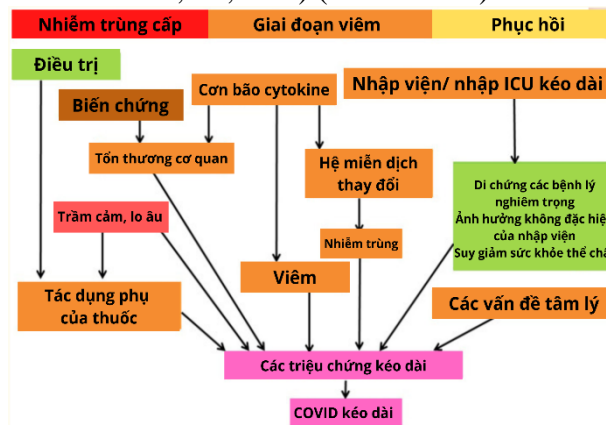 Nhiễm trùng cấp
Giai đoạn viêm
Phục hồi
Điều trị
Biến chứng
Cơn bão cytokine
Nhập viện/ nhập ICU kéo dài
Tổn thương cơ quan
Hệ miễn dịch
thay đổi
Di chứng các bệnh lý
nghiêm trọng
Ảnh hưởng không đặc hiệ
của nhập viện
Suy giảm sức khỏe thể chấ
Trầm cảm, lo âu
Nhiễm trùng
Viêm
Tác dụng phụ
của thuốc
Các vấn đề tâm lý
Các triệu chứng kéo dài
COVID kéo dài